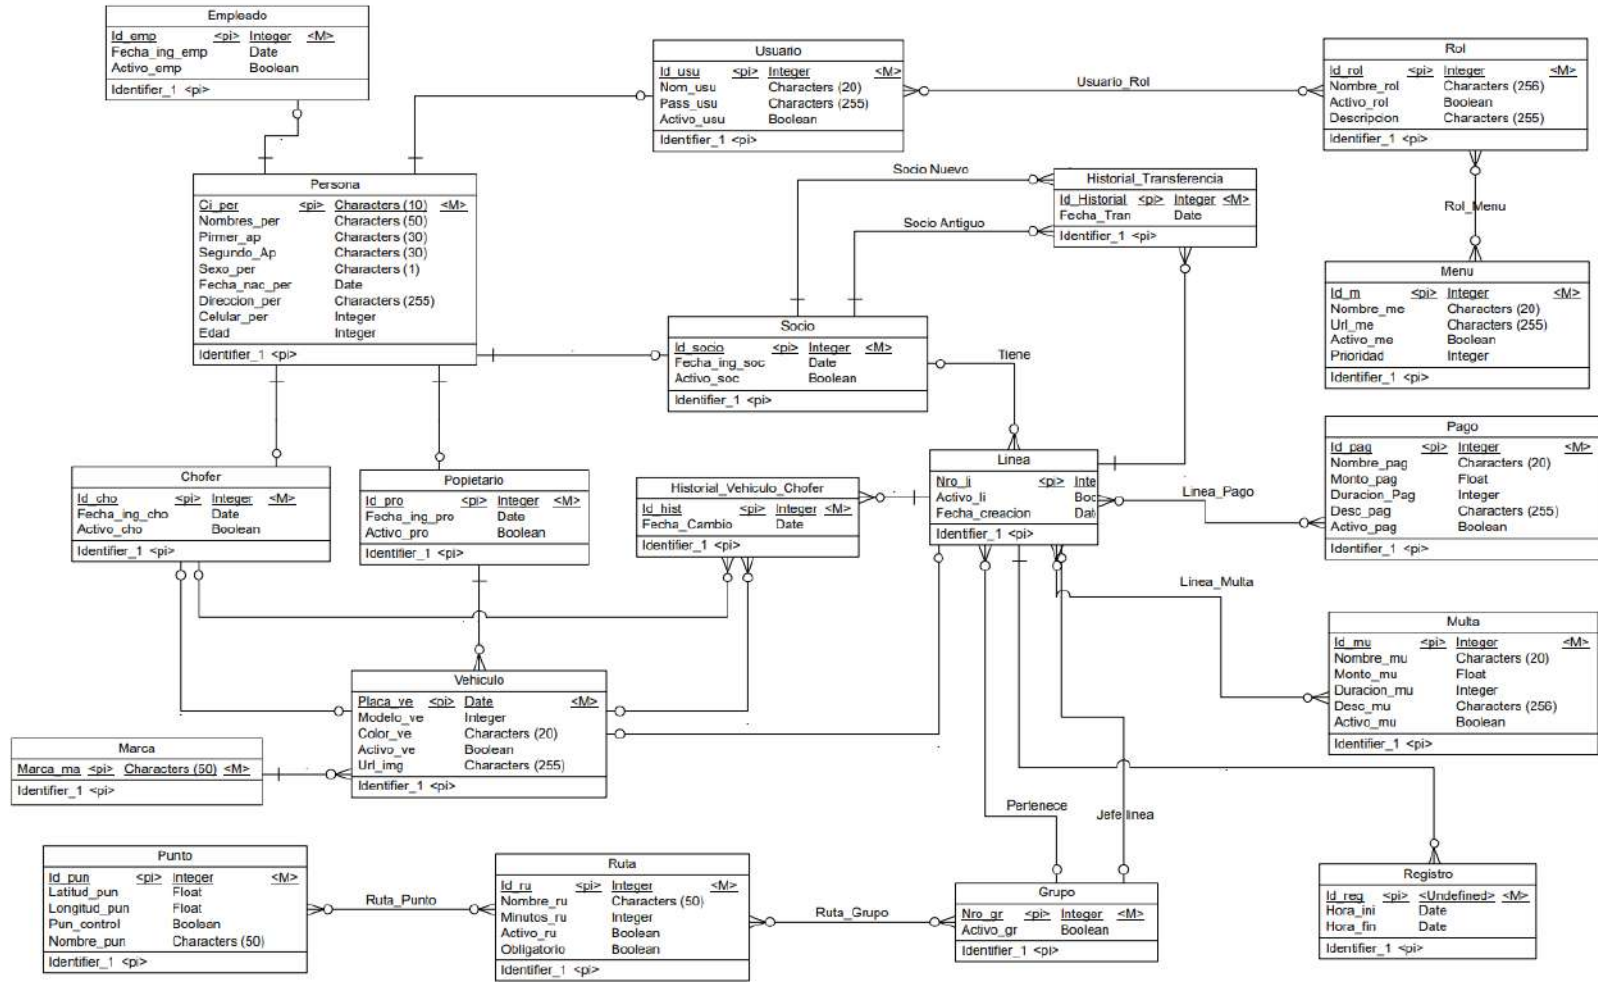 Empleado
Id_emp <pi> Integer <M>
Fecha_ing_emp Date
Activo_emp Boolean
Identifier_1 <pi>
Usuario
Id_usu <pi> Integer <M>
Nom_usu Characters (20)
Pass_usu Characters (255)
Activo_usu Boolean
Identifier_1 <pi>
Usuario_Rol
Rol
Id_rol <pi> Integer <M>
Nombre_rol Characters (256)
Activo_rol Boolean
Descripcion Characters (255)
Identifier_1 <pi>
Persona
Ci_per <pi> Characters (10) <M>
Nombres_per Characters (50)
Pirmer_ap Characters (30)
Segundo_Ap Characters (30)
Sexo_per Characters (1)
Fecha_nac_per Date
Direccion_per Characters (255)
Celular_per Integer
Edad Integer
Identifier_1 <pi>
Socio Nuevo
Socio Antiguo
Historial_Transferencia
Id_Historial <pi> Integer <M>
Fecha_Tran Date
Identifier_1 <pi>
Rol_Menu
Menu
Id_m <pi> Integer <M>
Nombre_me Characters (20)
Url_me Characters (255)
Activo_me Boolean
Prioridad Integer
Identifier_1 <pi>
Socio
Id_socio <pi> Integer <M>
Fecha_ing_soc Date
Activo_soc Boolean
Identifier_1 <pi>
Tiene
Pago
Id_pag <pi> Integer <M>
Nombre_pag Characters (20)
Monto_pag Float
Duracion_Pag Integer
Desc_pag Characters (255)
Activo_pag Boolean
Identifier_1 <pi>
Chofer
Id_cho <pi> Integer <M>
Fecha_ing_cho Date
Activo_cho Boolean
Identifier_1 <pi>
Popietario
Id_pro <pi> Integer <M>
Fecha_ing_pro Date
Activo_pro Boolean
Identifier_1 <pi>
Historial_Vehiculo_Chofer
Id_hist <pi> Integer <M>
Fecha_Cambio Date
Identifier_1 <pi>
Linea
Nro_li <pi> Inte
Activo_li Boo
Fecha_creacion Dat
Identifier_1 <pi>
Linea_Pago
Linea_Multa
Multa
Id_mu <pi> Integer <M>
Nombre_mu Characters (20)
Monto_mu Float
Duracion_mu Integer
Desc_mu Characters (256)
Activo_mu Boolean
Identifier_1 <pi>
Vehiculo
Placa_ve <pi> Date <M>
Modelo_ve Integer
Color_ve Characters (20)
Activo_ve Boolean
Url_img Characters (255)
Identifier_1 <pi>
Marca
Marca_ma <pi> Characters (50) <M>
Identifier_1 <pi>
Pertenece
Jefe linea
Punto
Id_pun <pi> Integer <M>
Latitud_pun Float
Longitud_pun Float
Pun_control Boolean
Nombre_pun Characters (50)
Identifier_1 <pi>
Ruta_Punto
Ruta
Id_ru <pi> Integer <M>
Nombre_ru Characters (50)
Minutos_ru Integer
Activo_ru Boolean
Obligatorio Boolean
Identifier_1 <pi>
Ruta_Grupo
Grupo
Nro_gr <pi> Integer <M>
Activo_gr Boolean
Identifier_1 <pi>
Registro
Id_reg <pi> <Undefined> <M>
Hora_ini Date
Hora_fin Date
Identifier_1 <pi>